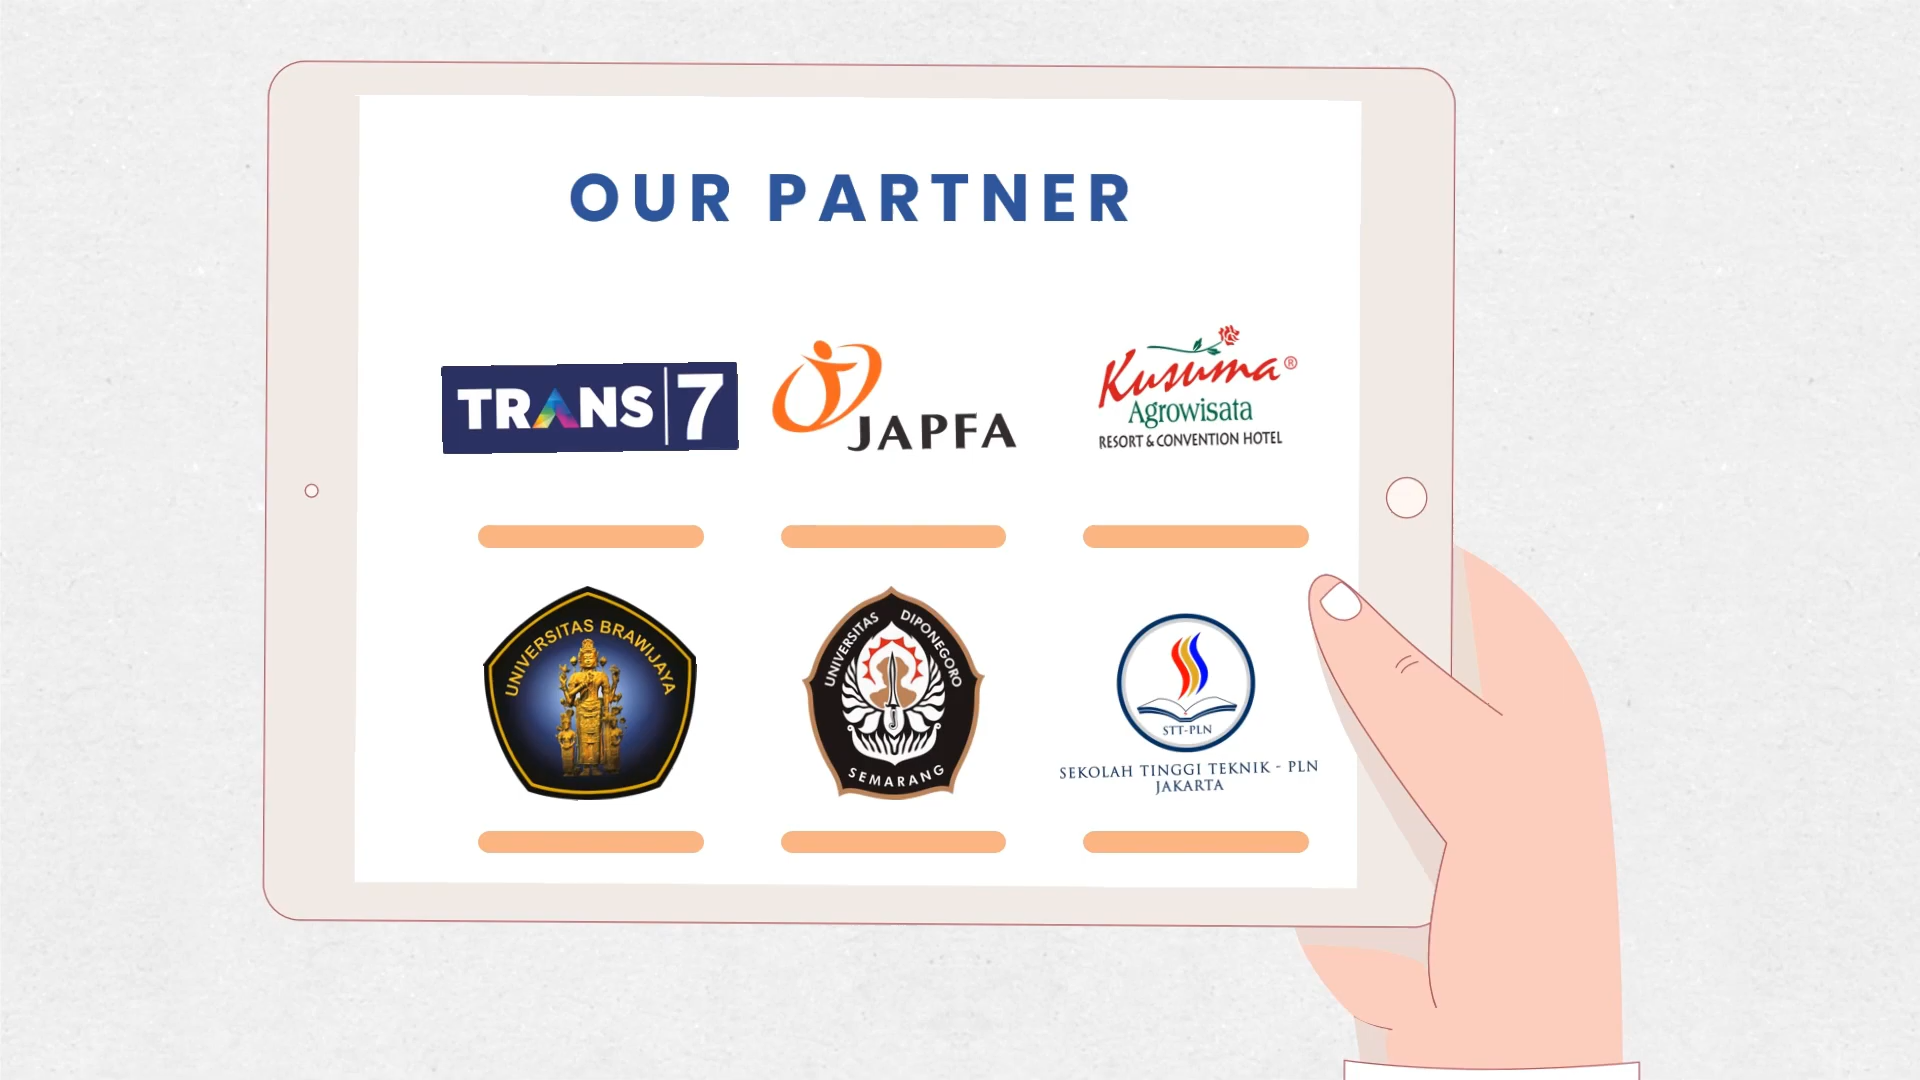 OUR PARTNER
TRANS 7
JAPFA
Kusuma®
Agrowisata
RESORT & CONVENTION HOTEL
UNIVERSITAS BRAWIJAYA
UNIVERSITAS DIPONEGORO
SEMARANG
STT-PLN
SEKOLAH TINGGI TEKNIK - PLN
JAKARTA